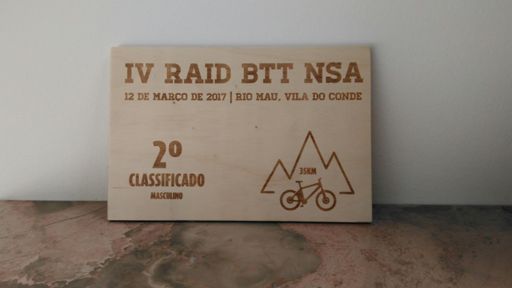 IV RAID BTT NSA
12 DE MARÇO DE 2017 | RIO MAU, VILA DO CONDE
2º
CLASSIFICADO
MASCULINO
35KM